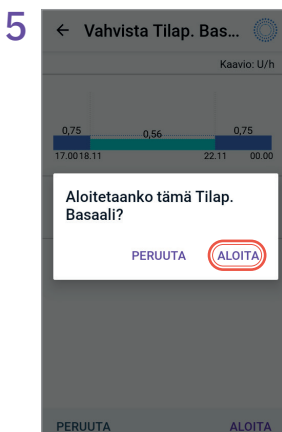 5
← Vahvista Tilap. Bas...
Kaavio: U/h
0,75 0,56 0,75
17.00 18.11 22.11 00.00
Aloitetaanko tämä Tilap.
Basaali?
PERUUTA ALOITA
PERUUTA ALOITA